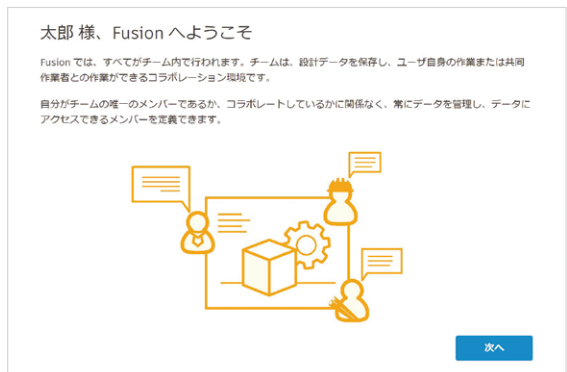 太郎 様、Fusion へようこそ
Fusion では、すべてがチーム内で行われます。チームは、設計データを保存し、ユーザ自身の作業または共同
作業者との作業ができるコラボレーション環境です。
自分がチームの唯一のメンバーであるか、コラボレートしているかに関係なく、常にデータを管理し、データに
アクセスできるメンバーを定義できます。
次へ